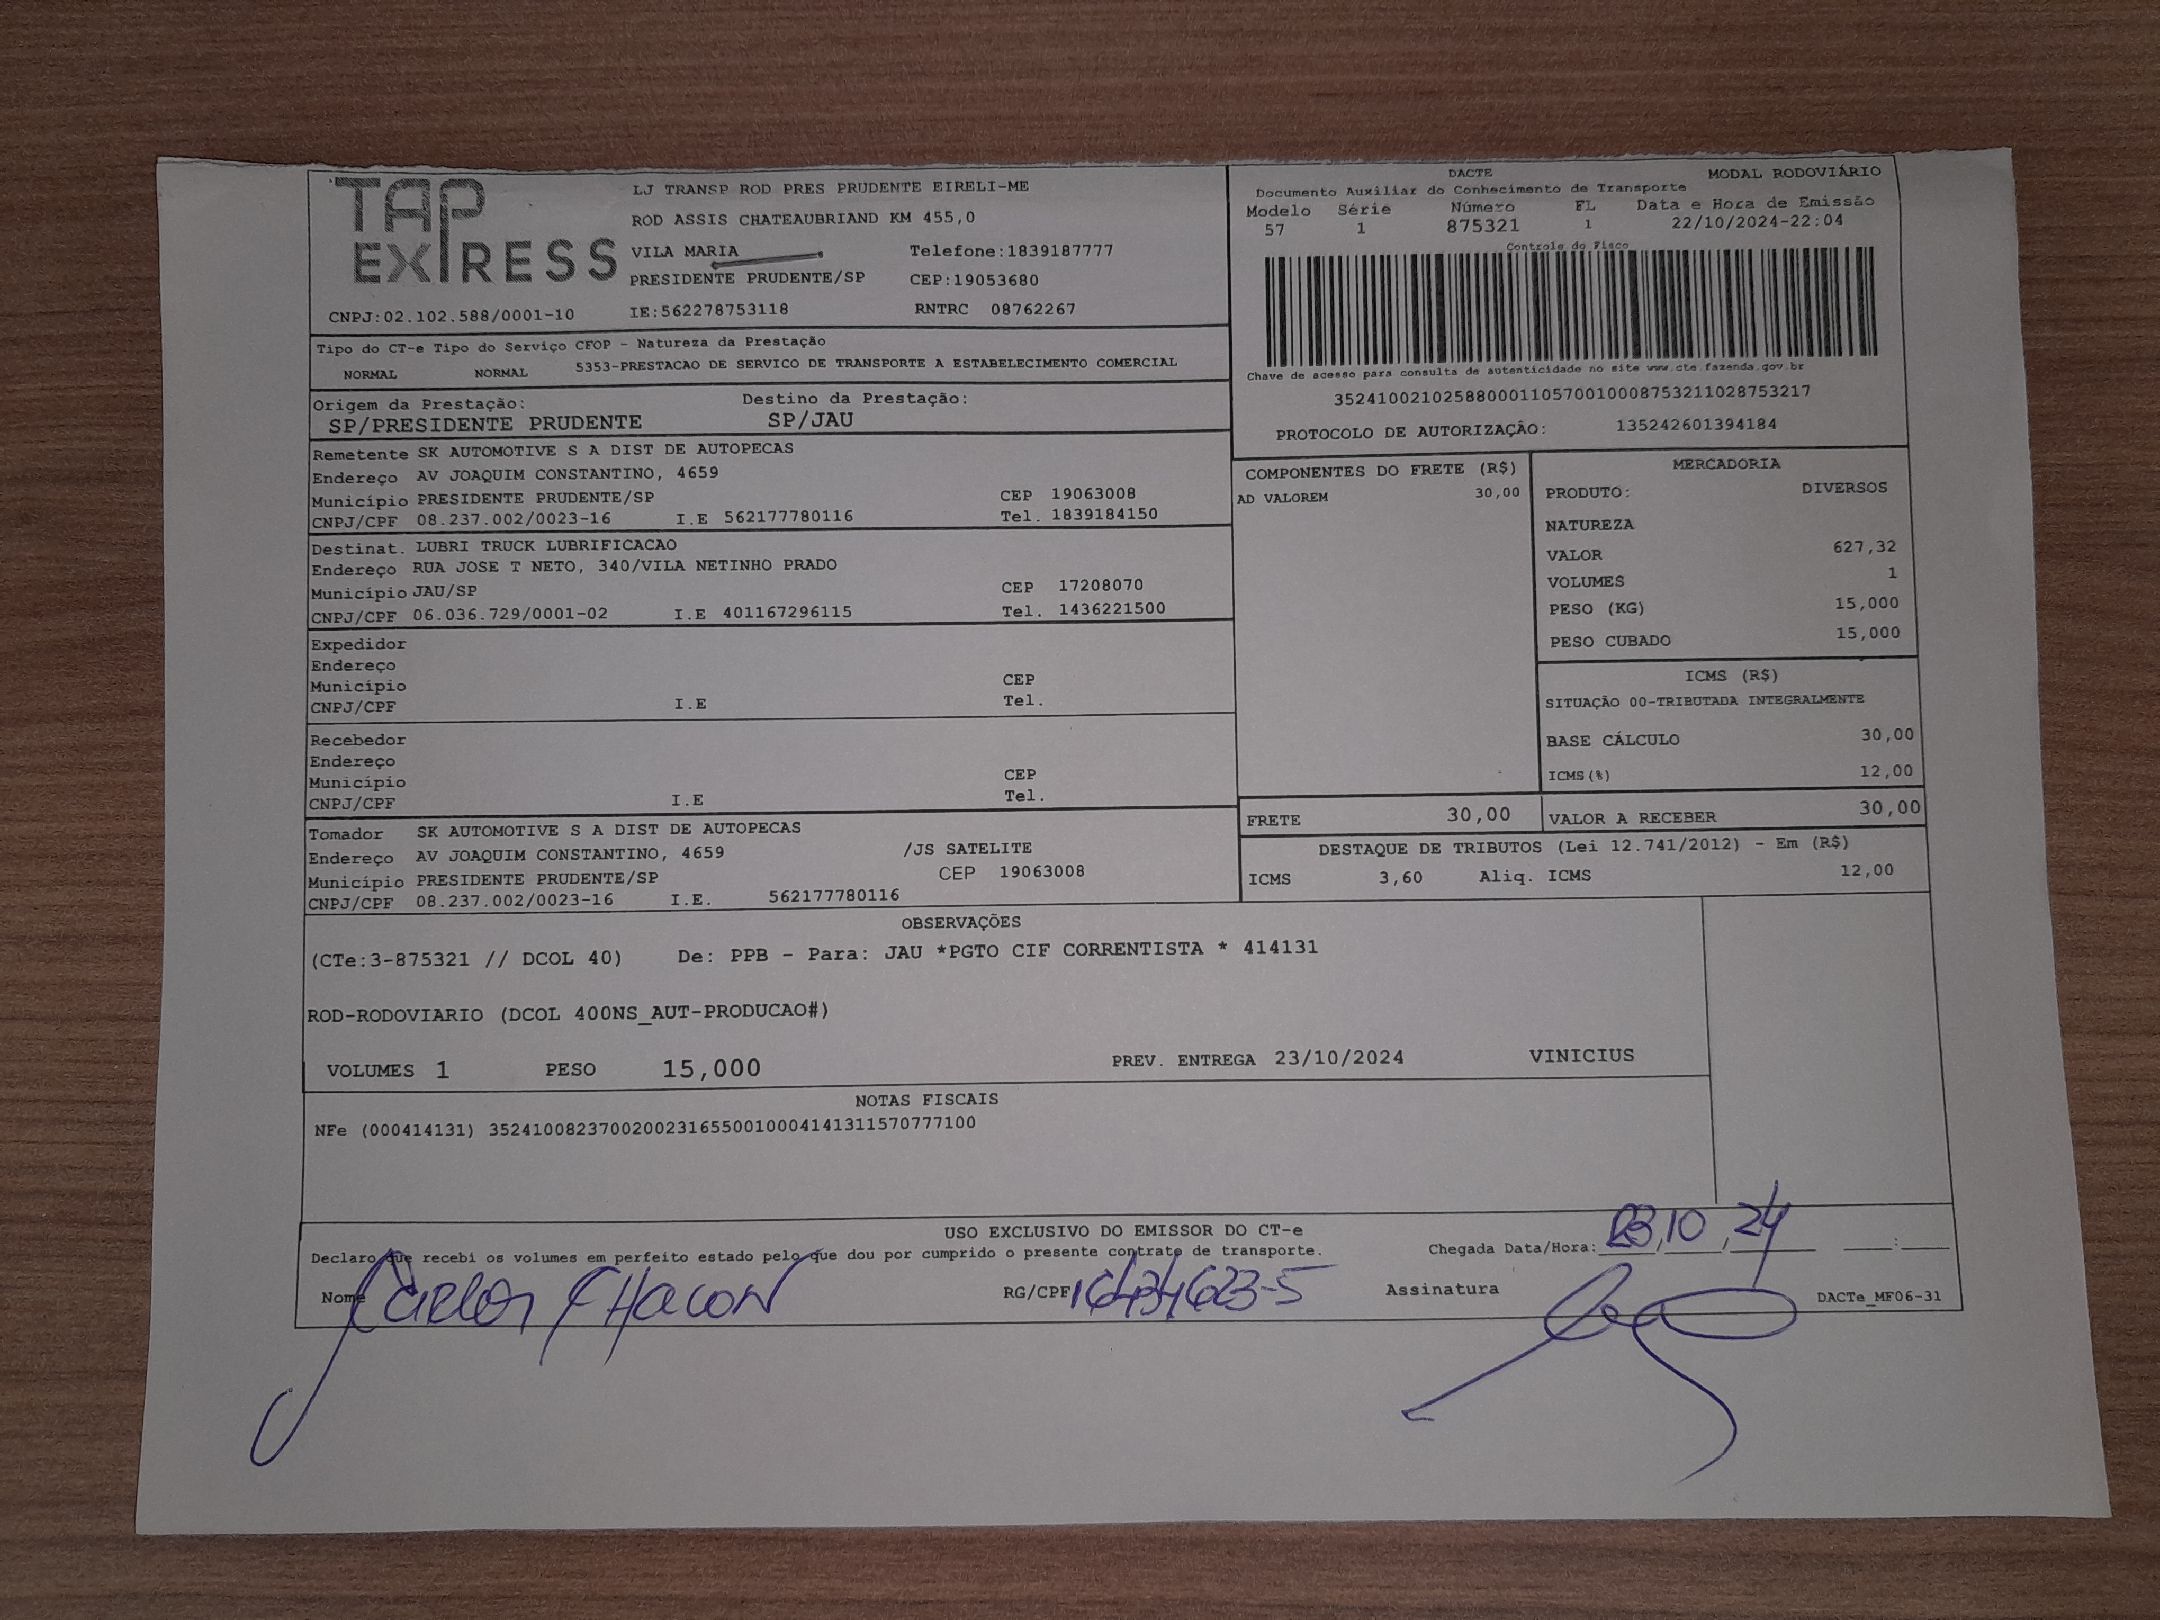 TAP EXPRESS
LJ TRANSP ROD PRES PRUDENTE EIRELI-ME
ROD ASSIS CHATEAUBRIAND KM 455,0
VILA MARIA Telefone:1839187777
PRESIDENTE PRUDENTE/SP CEP:19053680
CNPJ:02.102.588/0001-10 IE:562278753118 RNTRC 08762267
DACTE MODAL RODOVIÁRIO
Documento Auxiliar do Conhecimento de Transporte
Modelo Série Número FL Data e Hora de Emissão
57 1 875321 1 22/10/2024-22:04
Controle do Fisco
Chave de acesso para consulta de autenticidade no site www.cte.fazenda.gov.br
35241002102588000110570010008753211028753217
PROTOCOLO DE AUTORIZAÇÃO: 135242601394184
Tipo do CT-e Tipo do Serviço CFOP - Natureza da Prestação
NORMAL NORMAL 5353-PRESTACAO DE SERVICO DE TRANSPORTE A ESTABELECIMENTO COMERCIAL
Origem da Prestação: Destino da Prestação:
SP/PRESIDENTE PRUDENTE SP/JAU
Remetente SK AUTOMOTIVE S A DIST DE AUTOPECAS
Endereço AV JOAQUIM CONSTANTINO, 4659
Município PRESIDENTE PRUDENTE/SP CEP 19063008
CNPJ/CPF 08.237.002/0023-16 I.E 562177780116 Tel. 1839184150
Destinat. LUBRI TRUCK LUBRIFICACAO
Endereço RUA JOSE T NETO, 340/VILA NETINHO PRADO
Município JAU/SP CEP 17208070
CNPJ/CPF 06.036.729/0001-02 I.E 401167296115 Tel. 1436221500
Expedidor
Endereço
Município CEP
CNPJ/CPF I.E Tel.
Recebedor
Endereço
Município CEP
CNPJ/CPF I.E Tel.
Tomador SK AUTOMOTIVE S A DIST DE AUTOPECAS
Endereço AV JOAQUIM CONSTANTINO, 4659 /JS SATELITE
Município PRESIDENTE PRUDENTE/SP CEP 19063008
CNPJ/CPF 08.237.002/0023-16 I.E. 562177780116
COMPONENTES DO FRETE (R$)
AD VALOREM 30,00
MERCADORIA
PRODUTO: DIVERSOS
NATUREZA
VALOR 627,32
VOLUMES 1
PESO (KG) 15,000
PESO CUBADO 15,000
ICMS (R$)
SITUAÇÃO 00-TRIBUTADA INTEGRALMENTE
BASE CÁLCULO 30,00
ICMS(%) 12,00
FRETE 30,00 VALOR A RECEBER 30,00
DESTAQUE DE TRIBUTOS (Lei 12.741/2012) - Em (R$)
ICMS 3,60 Aliq. ICMS 12,00
OBSERVAÇÕES
(CTe:3-875321 // DCOL 40) De: PPB - Para: JAU *PGTO CIF CORRENTISTA * 414131
ROD-RODOVIARIO (DCOL 400NS_AUT-PRODUCAO#)
VOLUMES 1 PESO 15,000 PREV. ENTREGA 23/10/2024 VINICIUS
NOTAS FISCAIS
NFe (000414131) 35241008237002002316550010004141311570777100
USO EXCLUSIVO DO EMISSOR DO CT-e
Declaro que recebi os volumes em perfeito estado pelo que dou por cumprido o presente contrato de transporte. Chegada Data/Hora: 23,10,24 :
Nome Carlos Chacon RG/CPF Assinatura DACTe_MF06-31